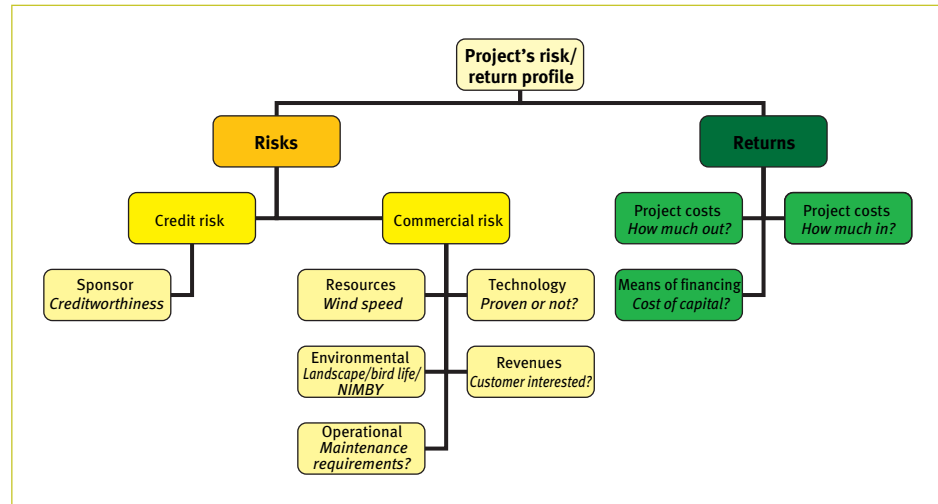 Project's risk/
return profile
Risks
Returns
Credit risk
Commercial risk
Project costs
How much out?
Project costs
How much in?
Sponsor
Creditworthiness
Resources
Wind speed
Technology
Proven or not?
Means of financing
Cost of capital?
Environmental
Landscape/bird life/
NIMBY
Revenues
Customer interested?
Operational
Maintenance
requirements?